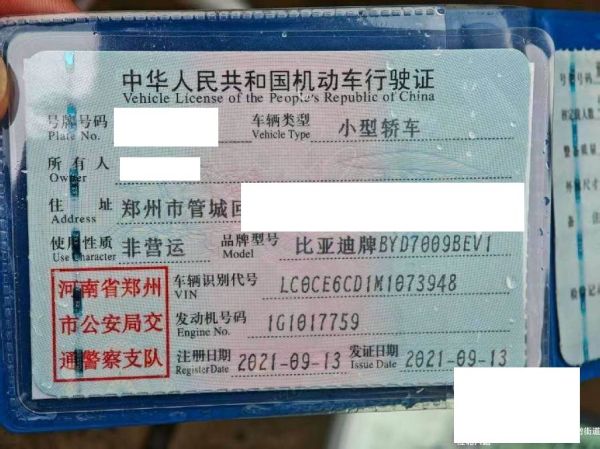 中华人民共和国机动车行驶证
Vehicle License of the People's Republic of China
号牌号码 车辆类型 小型轿车
Plate No. Vehicle Type
所有人
Owner
住址 郑州市管城回
Address
使用性质 非营运 品牌型号 比亚迪牌BYD7009BEV1
Use Character Model
河南省郑州
市公安局交
通警察支队
车辆识别代号 LC0CE6CD1M1073948
VIN
发动机号码 1G1017759
Engine No.
注册日期 2021-09-13 发证日期 2021-09-13
Register Date Issue Date
街道